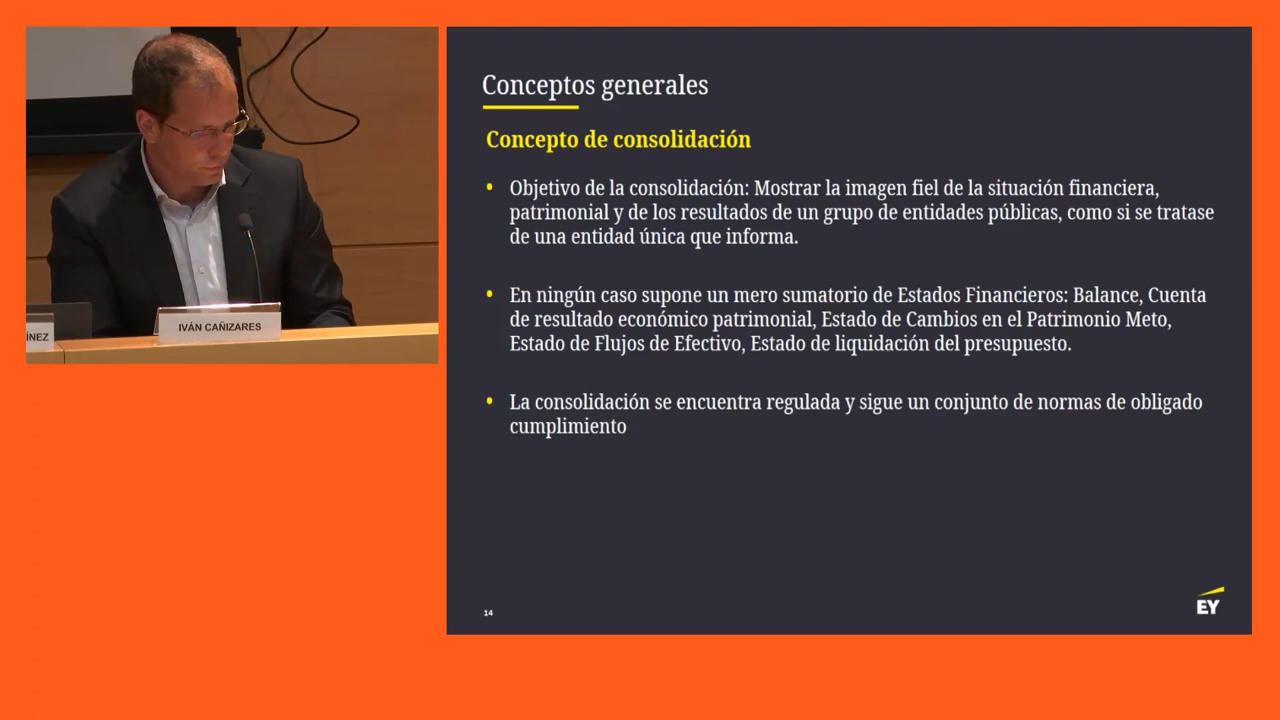 ÍNEZ
IVÁN CAÑIZARES
Conceptos generales
Concepto de consolidación
• Objetivo de la consolidación: Mostrar la imagen fiel de la situación financiera,
patrimonial y de los resultados de un grupo de entidades públicas, como si se tratase
de una entidad única que informa.
• En ningún caso supone un mero sumatorio de Estados Financieros: Balance, Cuenta
de resultado económico patrimonial, Estado de Cambios en el Patrimonio Meto,
Estado de Flujos de Efectivo, Estado de liquidación del presupuesto.
• La consolidación se encuentra regulada y sigue un conjunto de normas de obligado
cumplimiento
14
EY